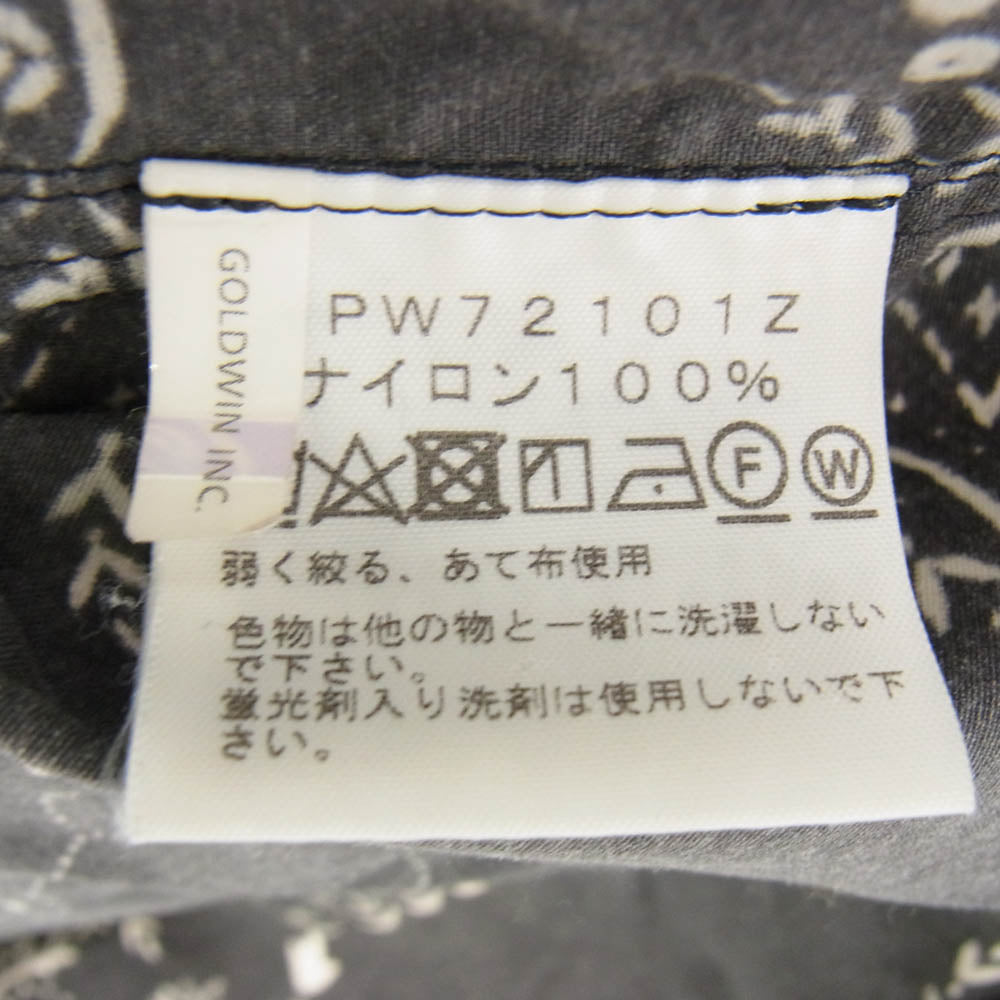 GOLDWIN INC.
PW72101Z
ナイロン100%
F W
弱く絞る、あて布使用
色物は他の物と一緒に洗濯しない
で下さい。
蛍光剤入り洗剤は使用しないで下
さい。